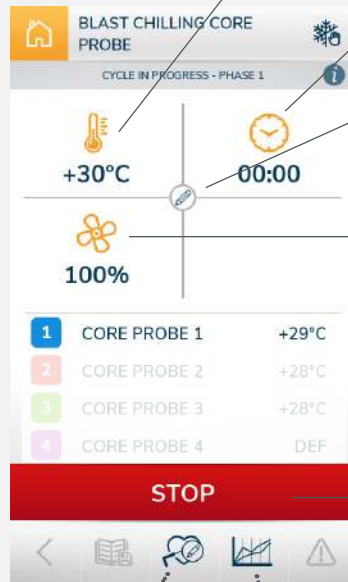 BLAST CHILLING CORE
PROBE
CYCLE IN PROGRESS - PHASE 1
i
+30°C
00:00
100%
1 CORE PROBE 1 +29°C
2 CORE PROBE 2 +28°C
3 CORE PROBE 3 +28°C
4 CORE PROBE 4 DEF
STOP